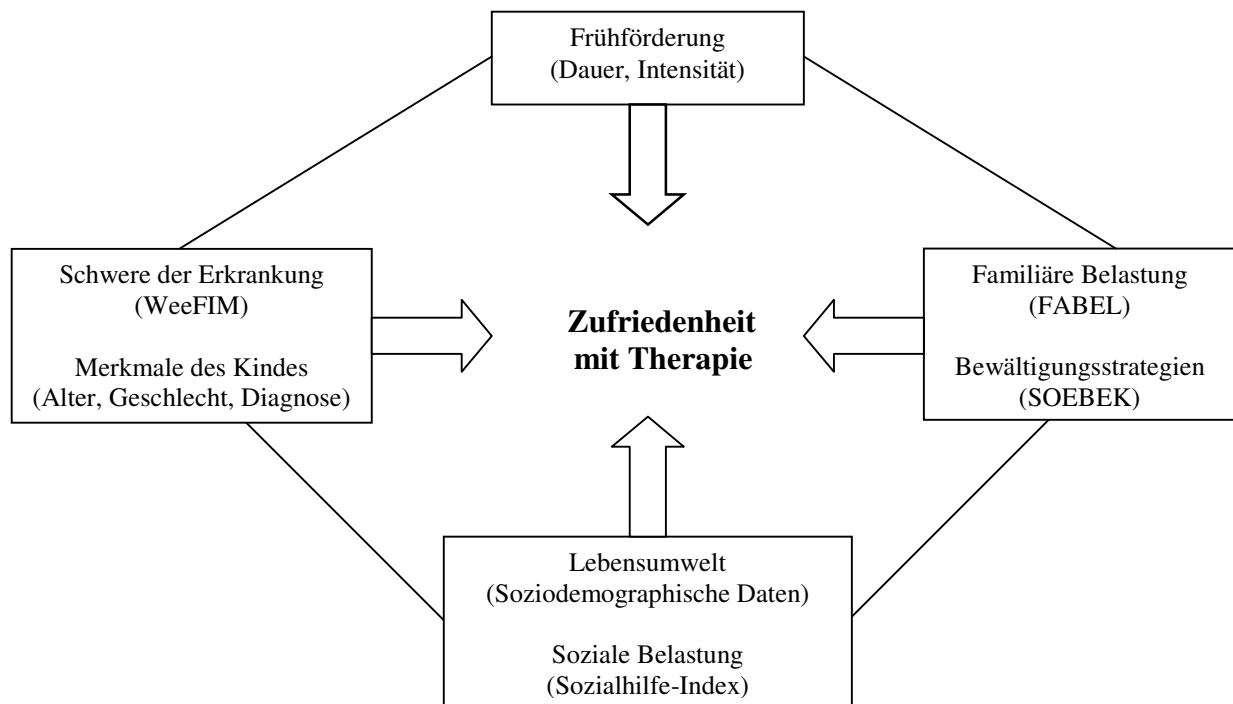 Frühförderung
(Dauer, Intensität)
Schwere der Erkrankung
(WeeFIM)
Merkmale des Kindes
(Alter, Geschlecht, Diagnose)
Zufriedenheit
mit Therapie
Familiäre Belastung
(FABEL)
Bewältigungsstrategien
(SOEBEK)
Lebensumwelt
(Soziodemographische Daten)
Soziale Belastung
(Sozialhilfe-Index)